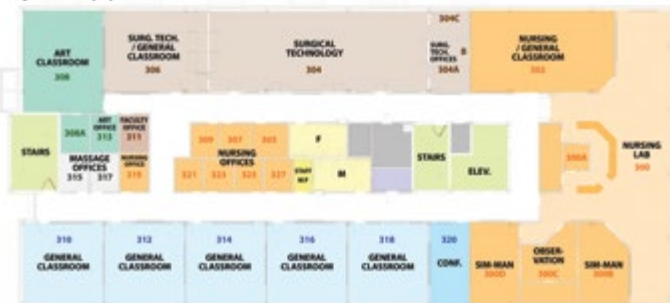 ART
CLASSROOM
308
SURG. TECH.
/ GENERAL
CLASSROOM
306
SURGICAL
TECHNOLOGY
304
304C
SURG.
TECH.
OFFICES
B
304A
NURSING
/ GENERAL
CLASSROOM
302
STAIRS
308A
ART
OFFICE
313
FACULTY
OFFICE
311
MASSAGE
OFFICES
315
317
NURSING
OFFICE
319
309
307
305
NURSING
OFFICES
321
323
325
327
F
STAFF
M/F
M
STAIRS
ELEV.
300A
NURSING
LAB
300
310
GENERAL
CLASSROOM
312
GENERAL
CLASSROOM
314
GENERAL
CLASSROOM
316
GENERAL
CLASSROOM
318
GENERAL
CLASSROOM
320
CONF.
SIM-MAN
300D
OBSER-
VATION
300C
SIM-MAN
300B